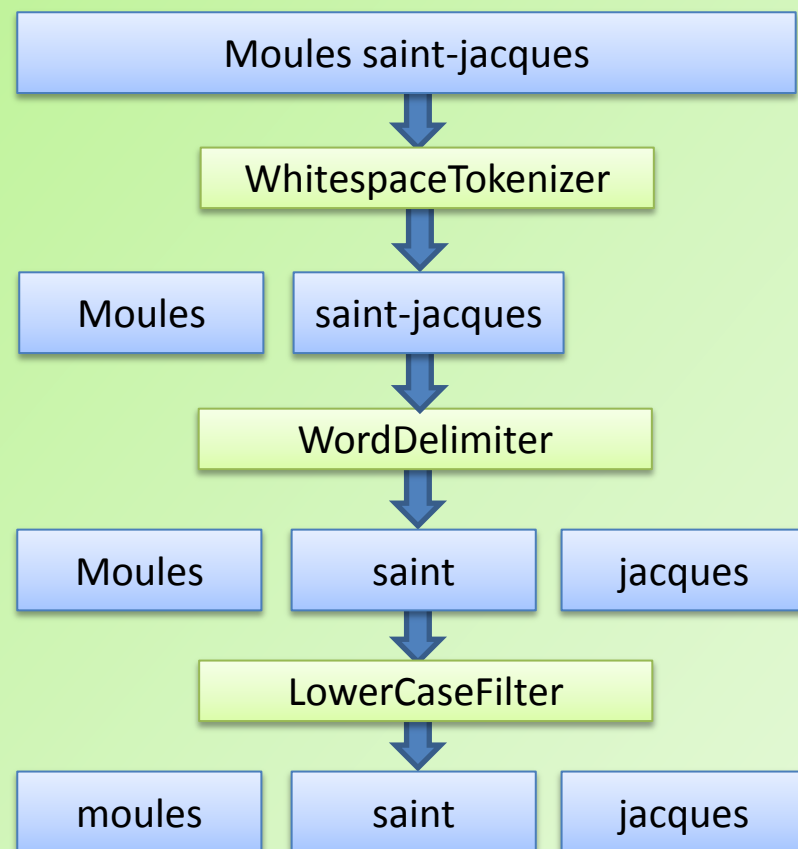 Moules saint-jacques
WhitespaceTokenizer
Moules saint-jacques
WordDelimiter
Moules saint jacques
LowerCaseFilter
moules saint jacques